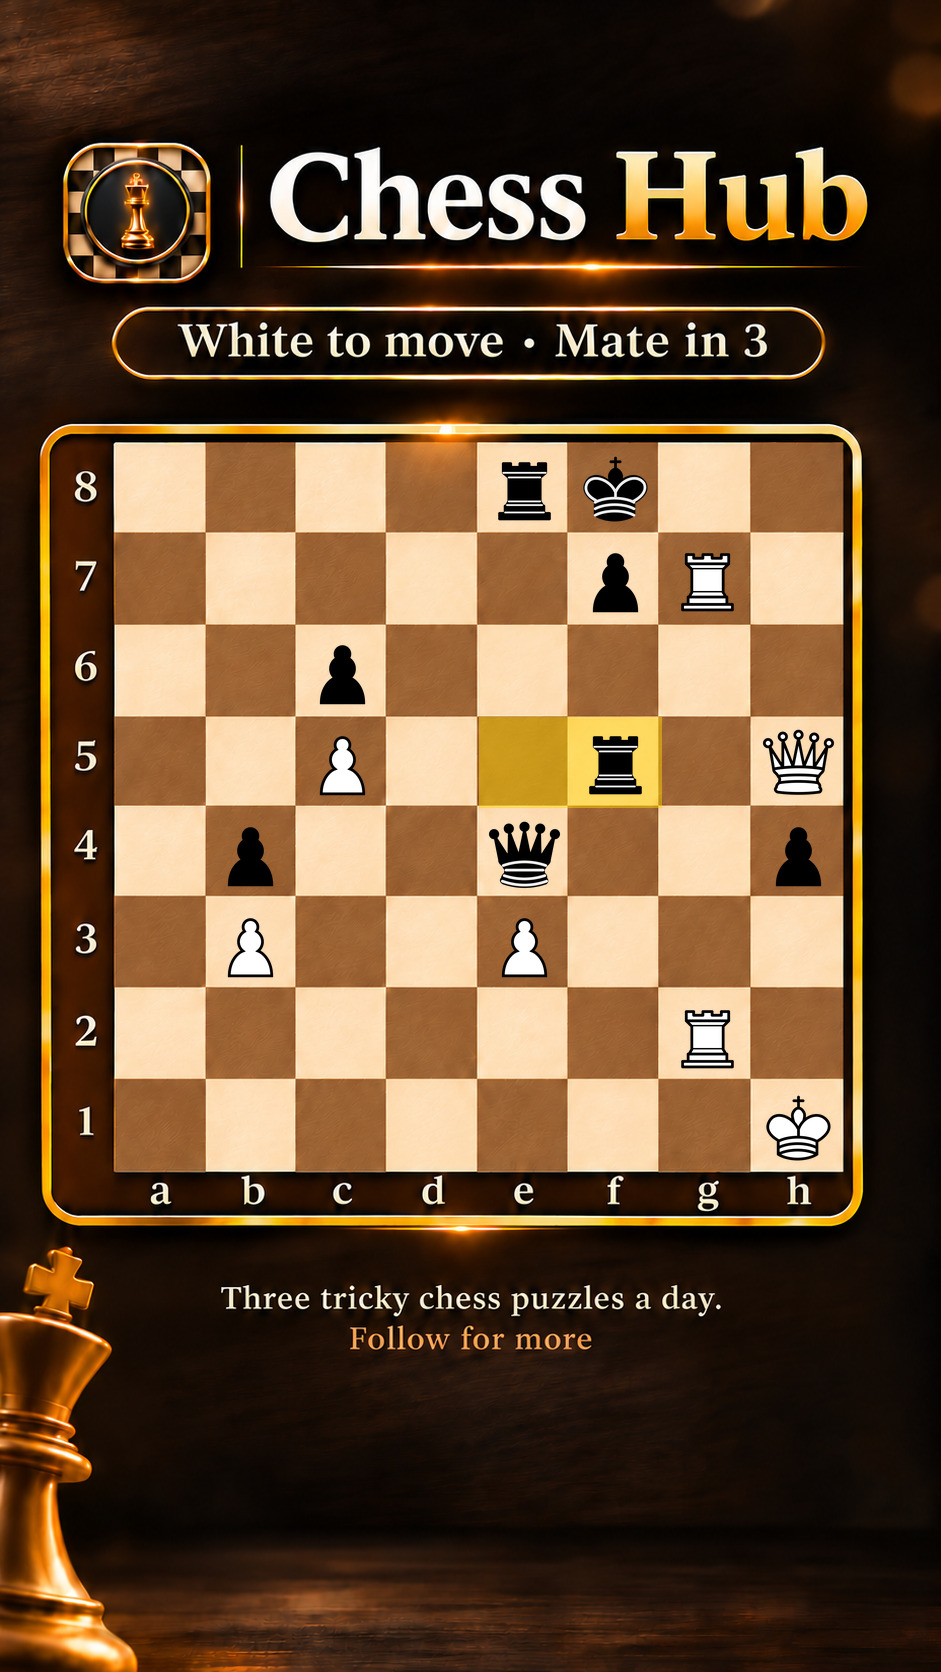 Chess Hub
White to move • Mate in 3
8
7
6
5
4
3
2
1
a b c d e f g h
Three tricky chess puzzles a day.
Follow for more